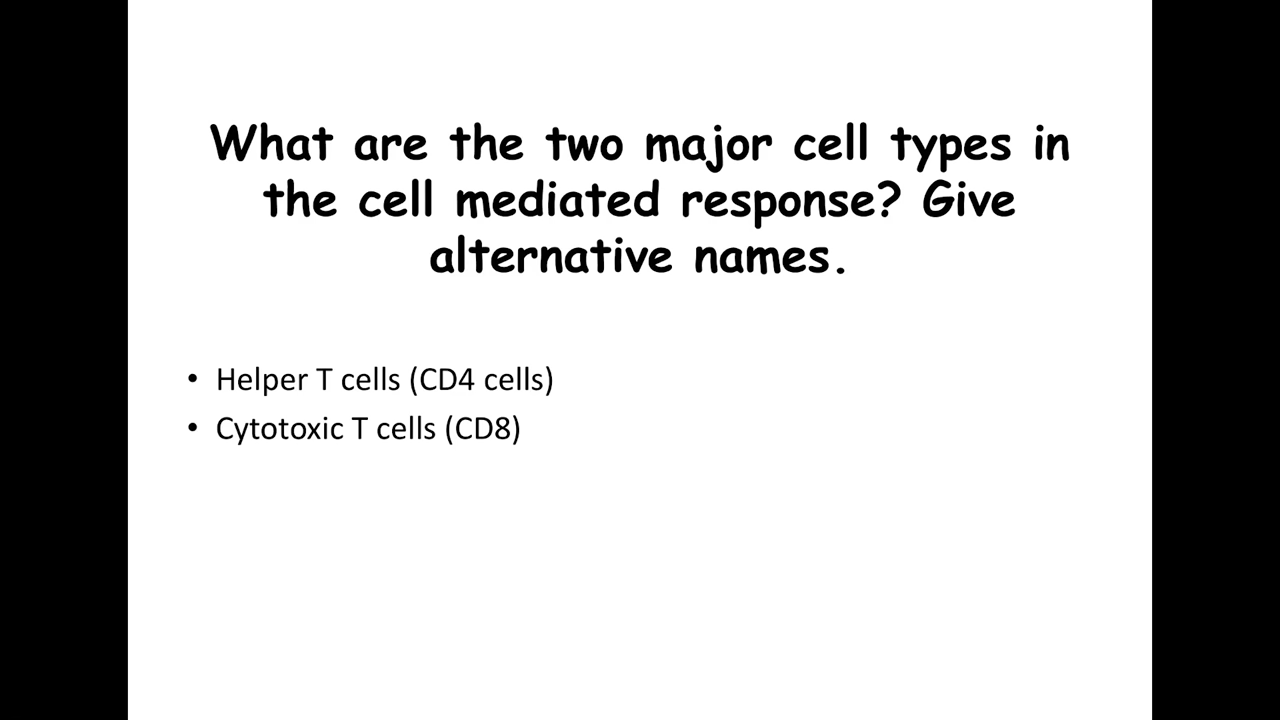 What are the two major cell types in
the cell mediated response? Give
alternative names.
• Helper T cells (CD4 cells)
• Cytotoxic T cells (CD8)